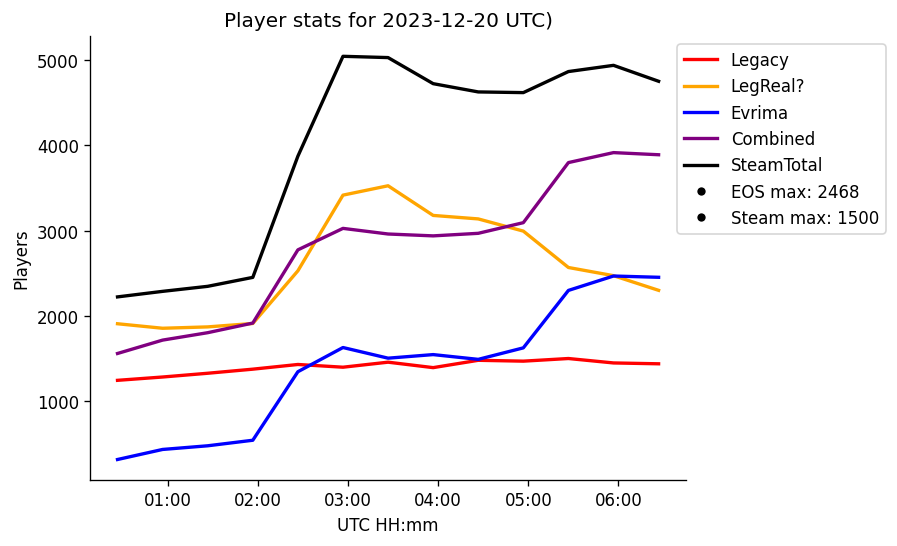 Player stats for 2023-12-20 UTC)
Legacy
LegReal?
Evrima
Combined
SteamTotal
EOS max: 2468
Steam max: 1500
Players
5000
4000
3000
2000
1000
01:00 02:00 03:00 04:00 05:00 06:00
UTC HH:mm